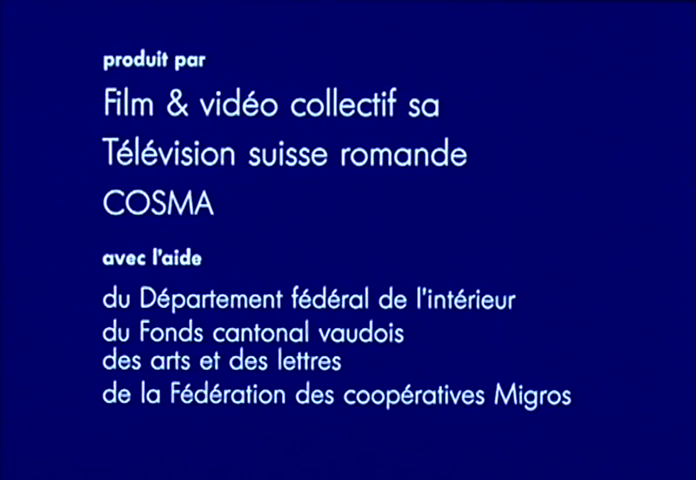 produit par
Film & vidéo collectif sa
Télévision suisse romande
COSMA
avec l'aide
du Département fédéral de l'intérieur
du Fonds cantonal vaudois
des arts et des lettres
de la Fédération des coopératives Migros